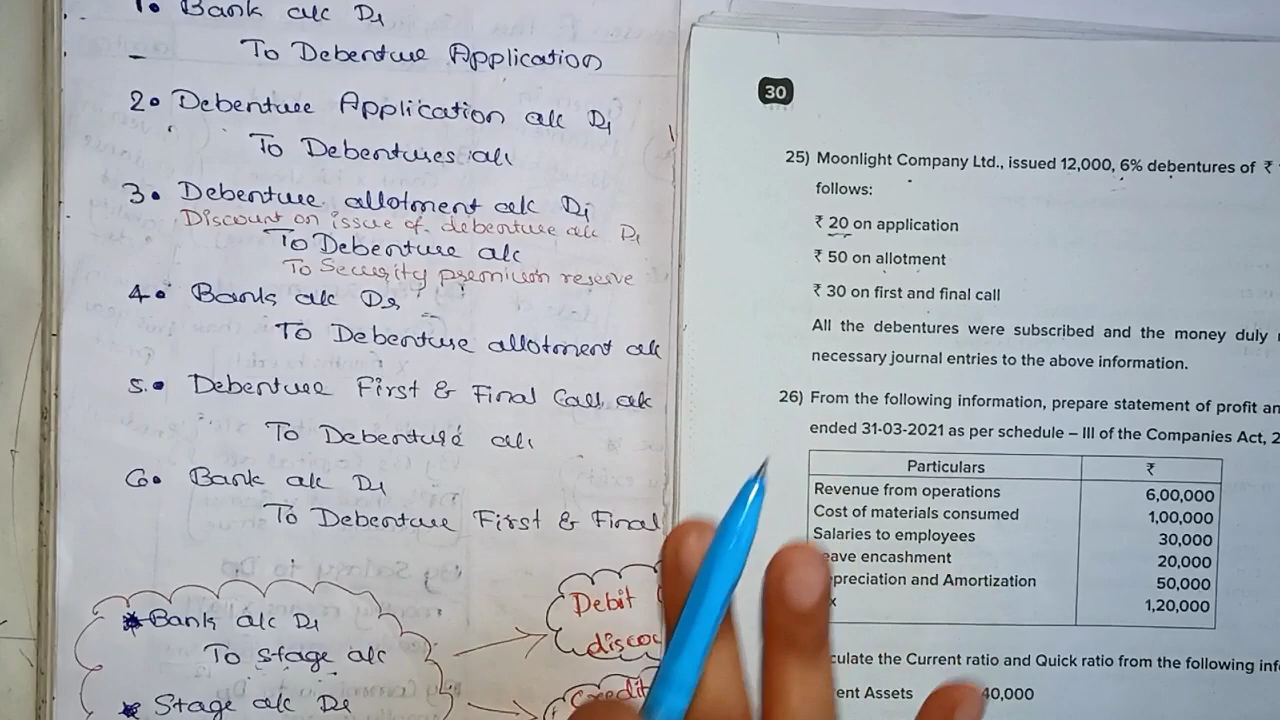 1. Bank a/c Dr
To Debenture Application
2. Debenture Application a/c Dr
To Debentures a/c
3. Debenture allotment a/c Dr
Discount on issue of debenture a/c Dr
To Debenture a/c
To Security premium reserve
4. Bank a/c Dr
To Debenture allotment a/c
5. Debenture First & Final Call a/c
To Debenture a/c
6. Bank a/c Dr
To Debenture First & Final
* Bank a/c Dr
To stage a/c
* Stage a/c Dr
Debit
Credit
30
25) Moonlight Company Ltd., issued 12,000, 6% debentures of ₹
follows:
₹ 20 on application
₹ 50 on allotment
₹ 30 on first and final call
All the debentures were subscribed and the money duly
necessary journal entries to the above information.
26) From the following information, prepare statement of profit
ended 31-03-2021 as per schedule – III of the Companies Act,
Particulars ₹
Revenue from operations 6,00,000
Cost of materials consumed 1,00,000
Salaries to employees 30,000
encashment 20,000
and Amortization 50,000
1,20,000
the Current ratio and Quick ratio from the following
Assets 40,000